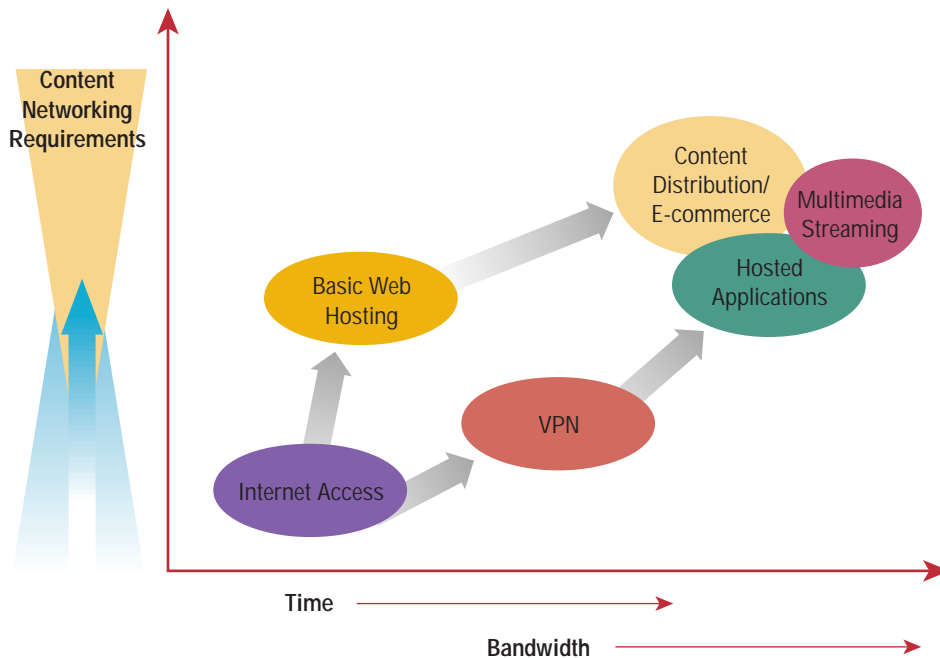 Content
Networking
Requirements
Content
Distribution/
E-commerce
Multimedia
Streaming
Hosted
Applications
Basic Web
Hosting
VPN
Internet Access
Time
Bandwidth